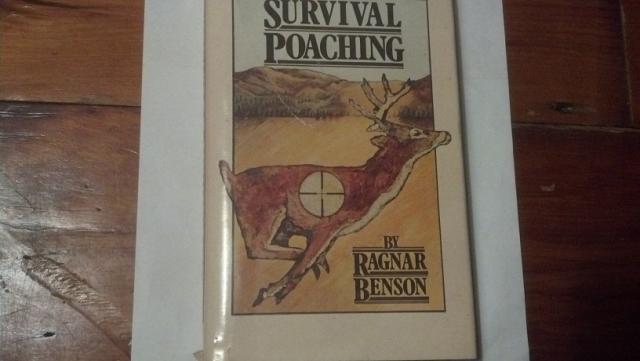 SURVIVAL
POACHING
BY
RAGNAR
BENSON